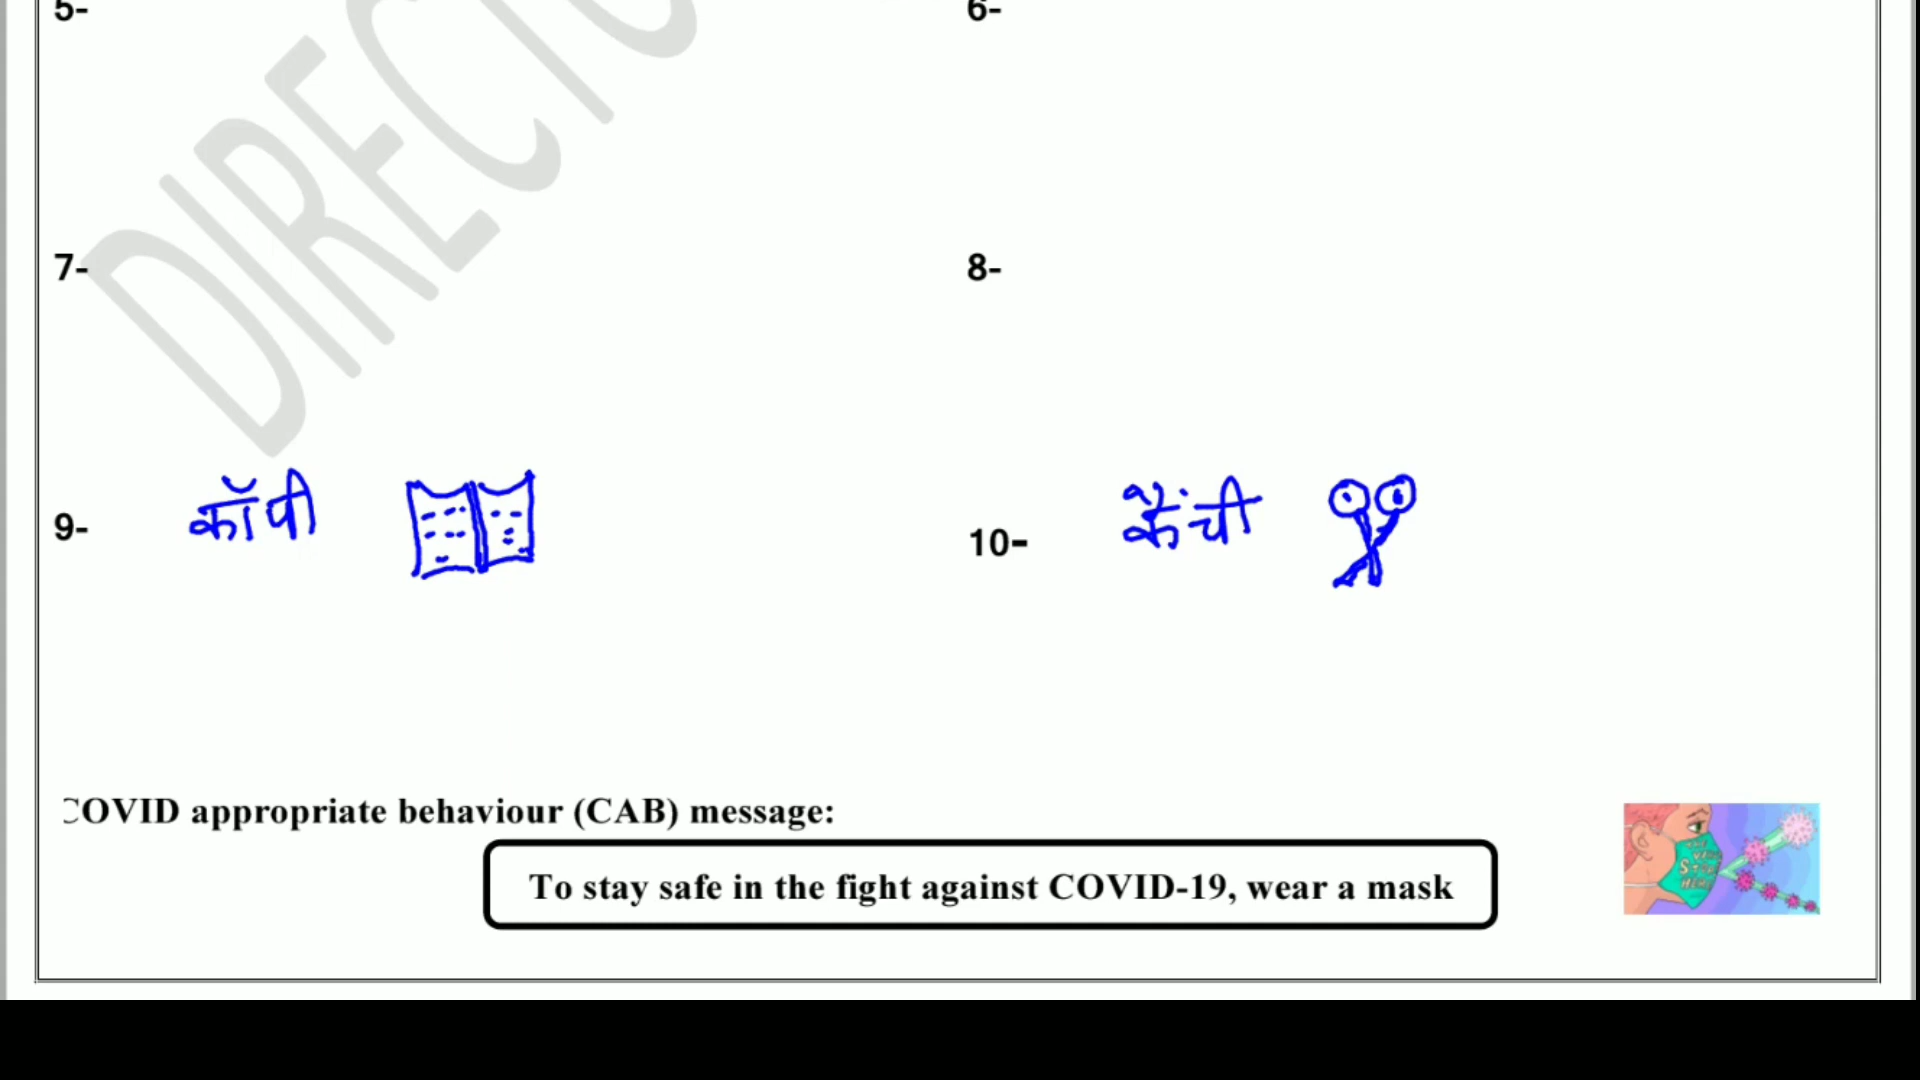 5-
6-
DIRECTO
7-
8-
9- कॉपी
10- कैंची
COVID appropriate behaviour (CAB) message:
To stay safe in the fight against COVID-19, wear a mask